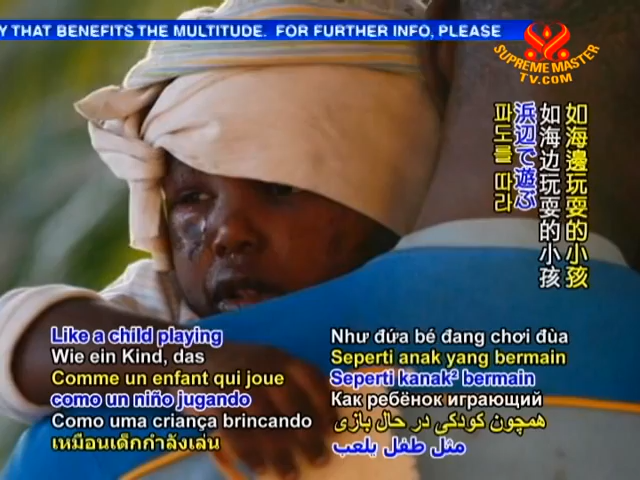 Y THAT BENEFITS THE MULTITUDE. FOR FURTHER INFO, PLEASE
SUPREME MASTER
TV.COM
如海邊玩耍的小孩
如海边玩耍的小孩
浜辺で遊ぶ
파도를 따라
Like a child playing
Wie ein Kind, das
Comme un enfant qui joue
como un niño jugando
Como uma criança brincando
เหมือนเด็กกำลังเล่น
Như đứa bé đang chơi đùa
Seperti anak yang bermain
Seperti kanak² bermain
Как ребёнок играющий
همچون کودکی در حال بازی
مثل طفل يلعب